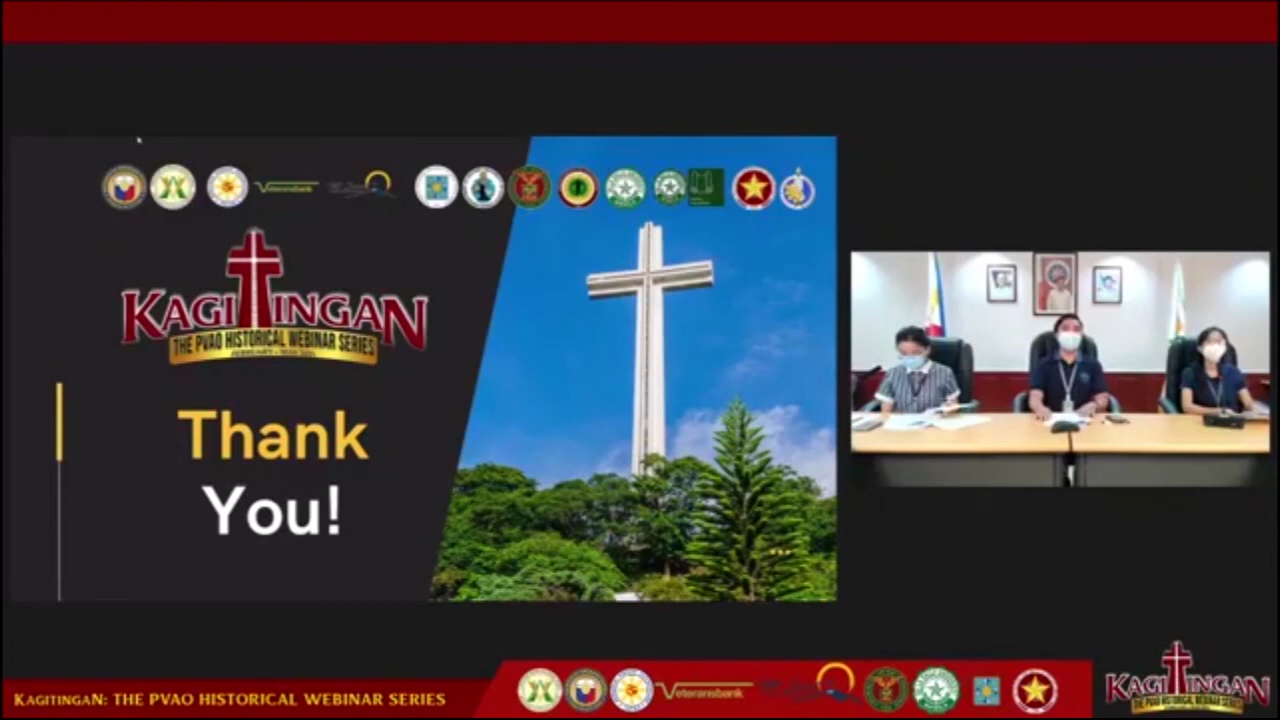 Veteransbank
KAGITINGAN
THE PVAO HISTORICAL WEBINAR SERIES
Thank
You!
KAGITINGAN: THE PVAO HISTORICAL WEBINAR SERIES
Veteransbank
KAGITINGAN
THE PVAO HISTORICAL WEBINAR SERIES